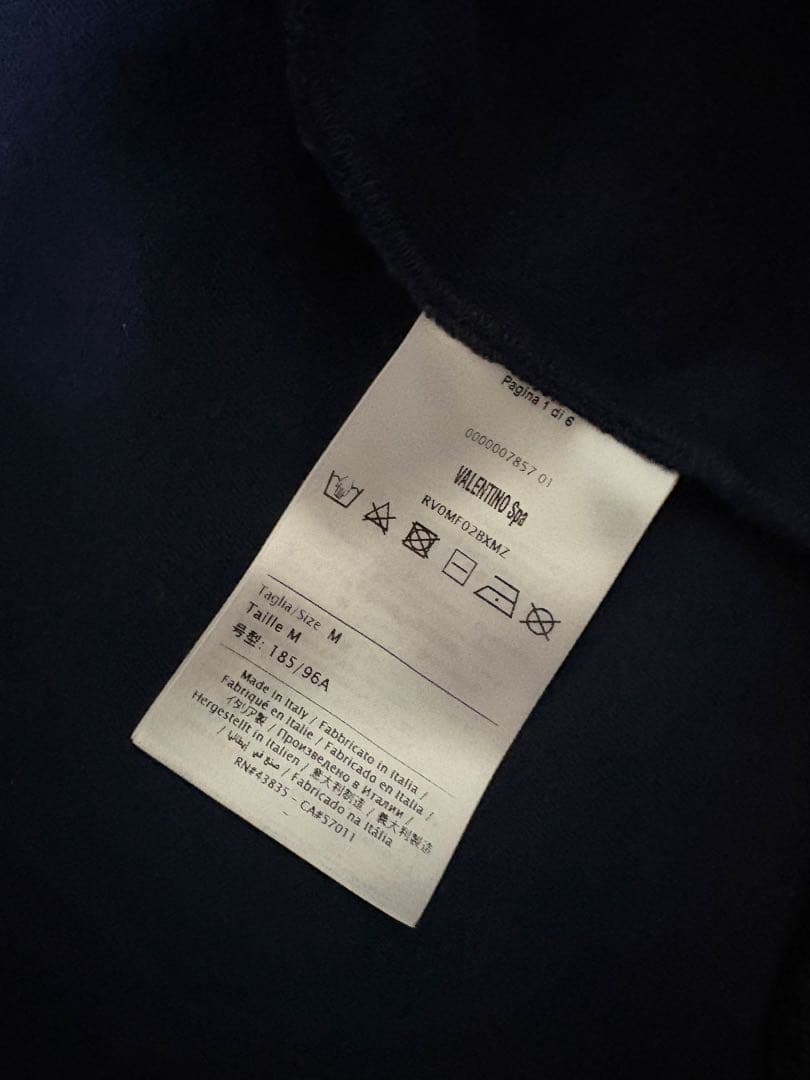 Pagina 1 di 6
0000007857 01
VALENTINO Spa
RV0MF02BXMZ
Taglia/Size M
Taille M
号型: 185/96A
Made in Italy / Fabbricato in Italia /
Fabriqué en Italie / Fabricado en Italia /
イタリア製 / Произведено в Италии /
Hergestellt in Italien / 意大利制造 / 義大利製造
/ صنع في إيطاليا / Fabricado na Itália
RN#43835 - CA#57011